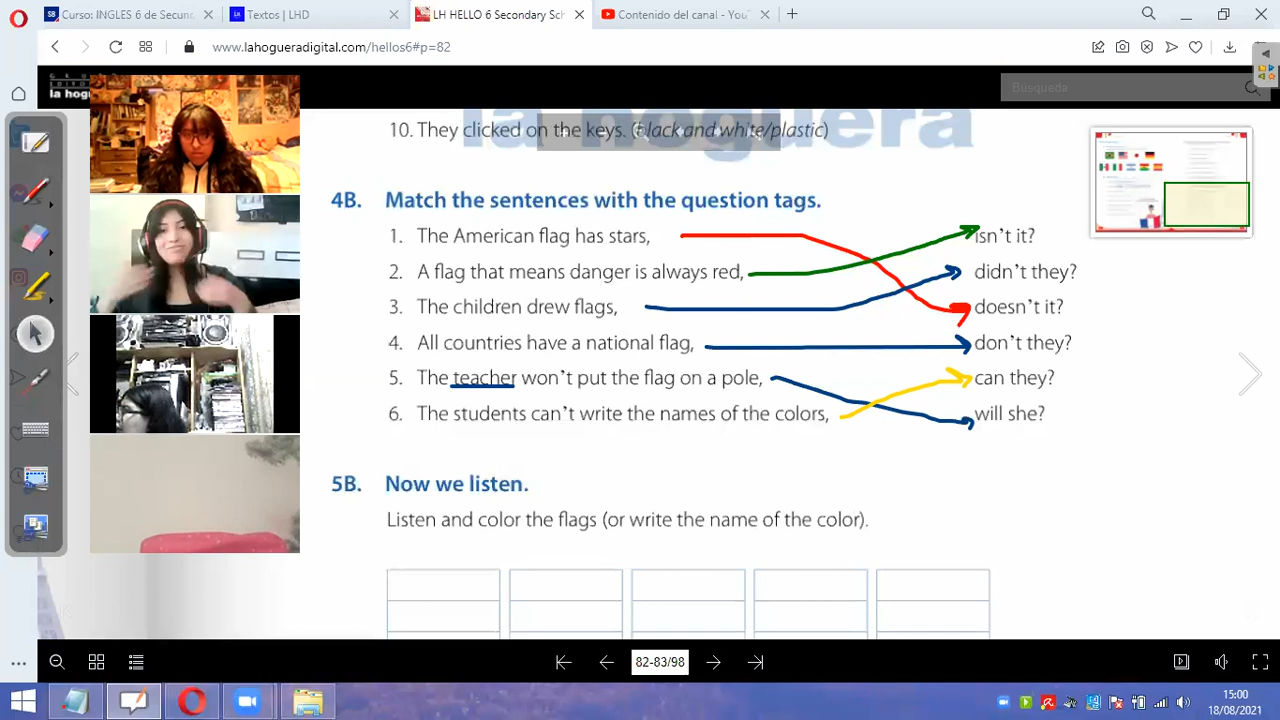 Curso: INGLES 6 de Secund
Textos | LHD
LH HELLO 6 Secondary Sch
Contenido del canal - You
www.lahogueradigital.com/hellos6#p=82
la hog
Búsqueda
la hoguera
10. They clicked on the keys. (Black and white/plastic)
4B. Match the sentences with the question tags.
1. The American flag has stars, isn't it?
2. A flag that means danger is always red, didn't they?
3. The children drew flags, doesn't it?
4. All countries have a national flag, don't they?
5. The teacher won't put the flag on a pole, can they?
6. The students can't write the names of the colors, will she?
5B. Now we listen.
Listen and color the flags (or write the name of the color).
82-83/98
15:00
18/08/2021